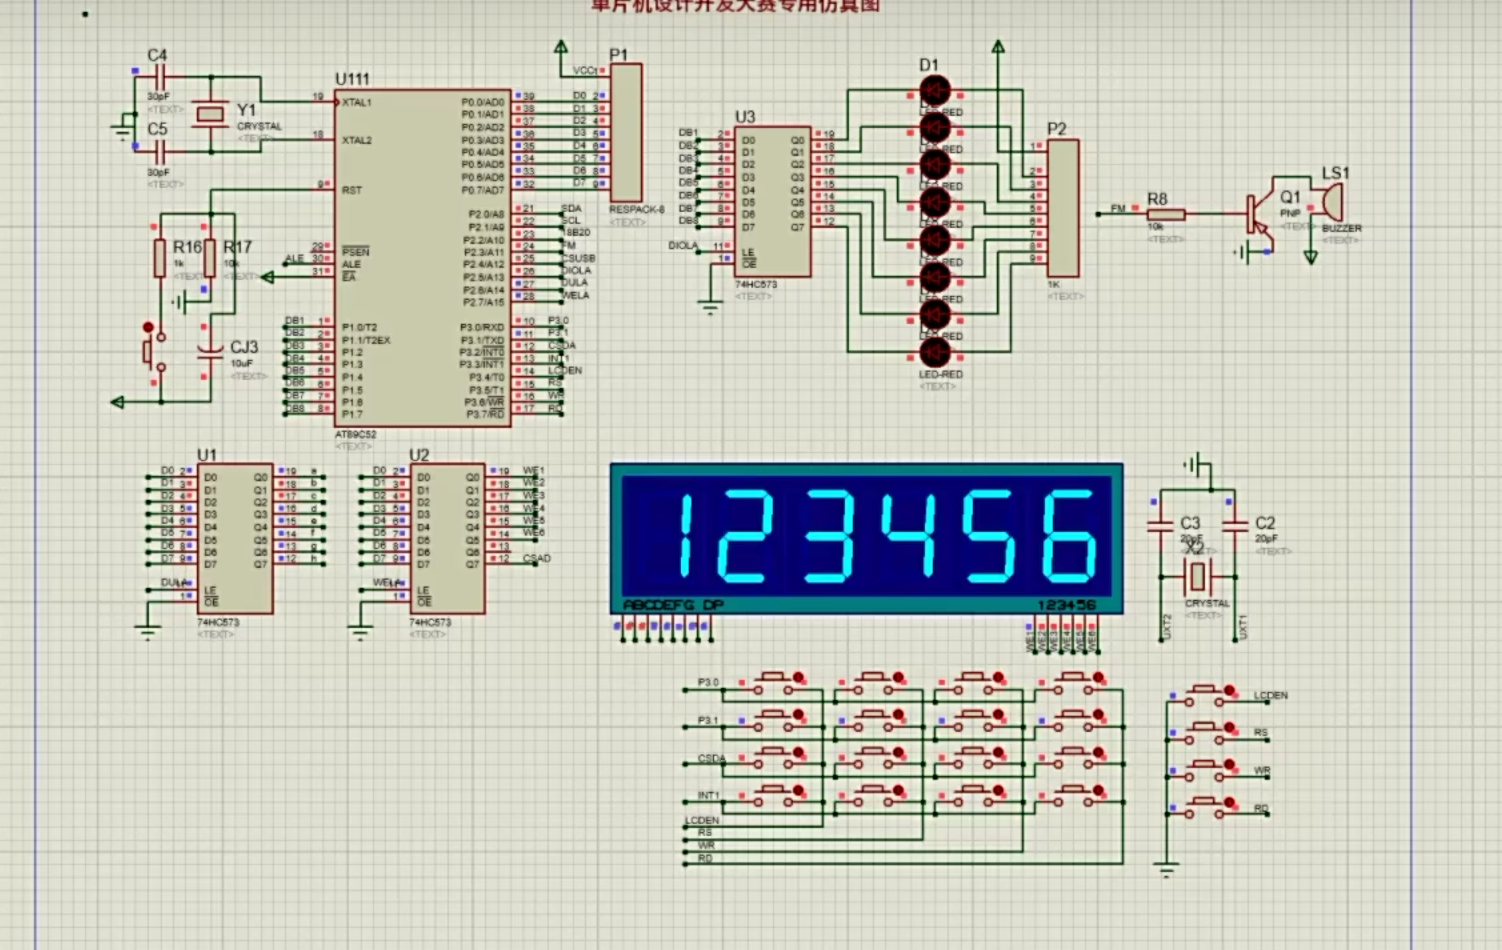 单片机设计开发大赛专用仿真图
C4
30pF
<TEXT>
C5
30pF
<TEXT>
Y1
CRYSTAL
<TEXT>
R16
1k
<TEXT>
R17
10k
<TEXT>
CJ3
10uF
<TEXT>
U111
19 XTAL1
18 XTAL2
9 RST
29 PSEN
ALE 30 ALE
31 EA
DB1 1 P1.0/T2
DB2 2 P1.1/T2EX
DB3 3 P1.2
DB4 4 P1.3
DB5 5 P1.4
DB6 6 P1.5
DB7 7 P1.6
DB8 8 P1.7
P0.0/AD0 39
P0.1/AD1 38
P0.2/AD2 37
P0.3/AD3 36
P0.4/AD4 35
P0.5/AD5 34
P0.6/AD6 33
P0.7/AD7 32
P2.0/A8 21 SDA
P2.1/A9 22 SCL
P2.2/A10 23 18B20
P2.3/A11 24 FM
P2.4/A12 25 CSUSB
P2.5/A13 26 DIOLA
P2.6/A14 27 DULA
P2.7/A15 28 WELA
P3.0/RXD 10 P3.0
P3.1/TXD 11 P3.1
P3.2/INT0 12 CSDA
P3.3/INT1 13 INT1
P3.4/T0 14 LCDEN
P3.5/T1 15 RS
P3.6/WR 16 WR
P3.7/RD 17 RD
AT89C52
<TEXT>
P1
VCC 1
D0 2
D1 3
D2 4
D3 5
D4 6
D5 7
D6 8
D7 9
RESPACK-8
<TEXT>
U3
DB1 2 D0 Q0 19
DB2 3 D1 Q1 18
DB3 4 D2 Q2 17
DB4 5 D3 Q3 16
DB5 6 D4 Q4 15
DB6 7 D5 Q5 14
DB7 8 D6 Q6 13
DB8 9 D7 Q7 12
DIOLA 11 LE
1 OE
74HC573
<TEXT>
D1
LED-RED
<TEXT>
P2
1
2
3
4
5
6
7
8
9
1K
<TEXT>
FM
R8
10k
<TEXT>
Q1
PNP
<TEXT>
LS1
BUZZER
<TEXT>
U1
D0 2 D0 Q0 19 a
D1 3 D1 Q1 18 b
D2 4 D2 Q2 17 c
D3 5 D3 Q3 16 d
D4 6 D4 Q4 15 e
D5 7 D5 Q5 14 f
D6 8 D6 Q6 13 g
D7 9 D7 Q7 12 h
DULA LE
1 OE
74HC573
<TEXT>
U2
D0 2 D0 Q0 19 WE1
D1 3 D1 Q1 18 WE2
D2 4 D2 Q2 17 WE3
D3 5 D3 Q3 16 WE4
D4 6 D4 Q4 15 WE5
D5 7 D5 Q5 14 WE6
D6 8 D6 Q6 13
D7 9 D7 Q7 12 CSAD
WELA LE
1 OE
74HC573
<TEXT>
123456
ABCDEFG DP
123456
WE1
WE2
WE3
WE4
WE5
WE6
C3
20pF
<TEXT>
C2
20pF
<TEXT>
X2
CRYSTAL
<TEXT>
UXT2
UXT1
P3.0
P3.1
CSDA
INT1
LCDEN
RS
WR
RD
LCDEN
RS
WR
RD